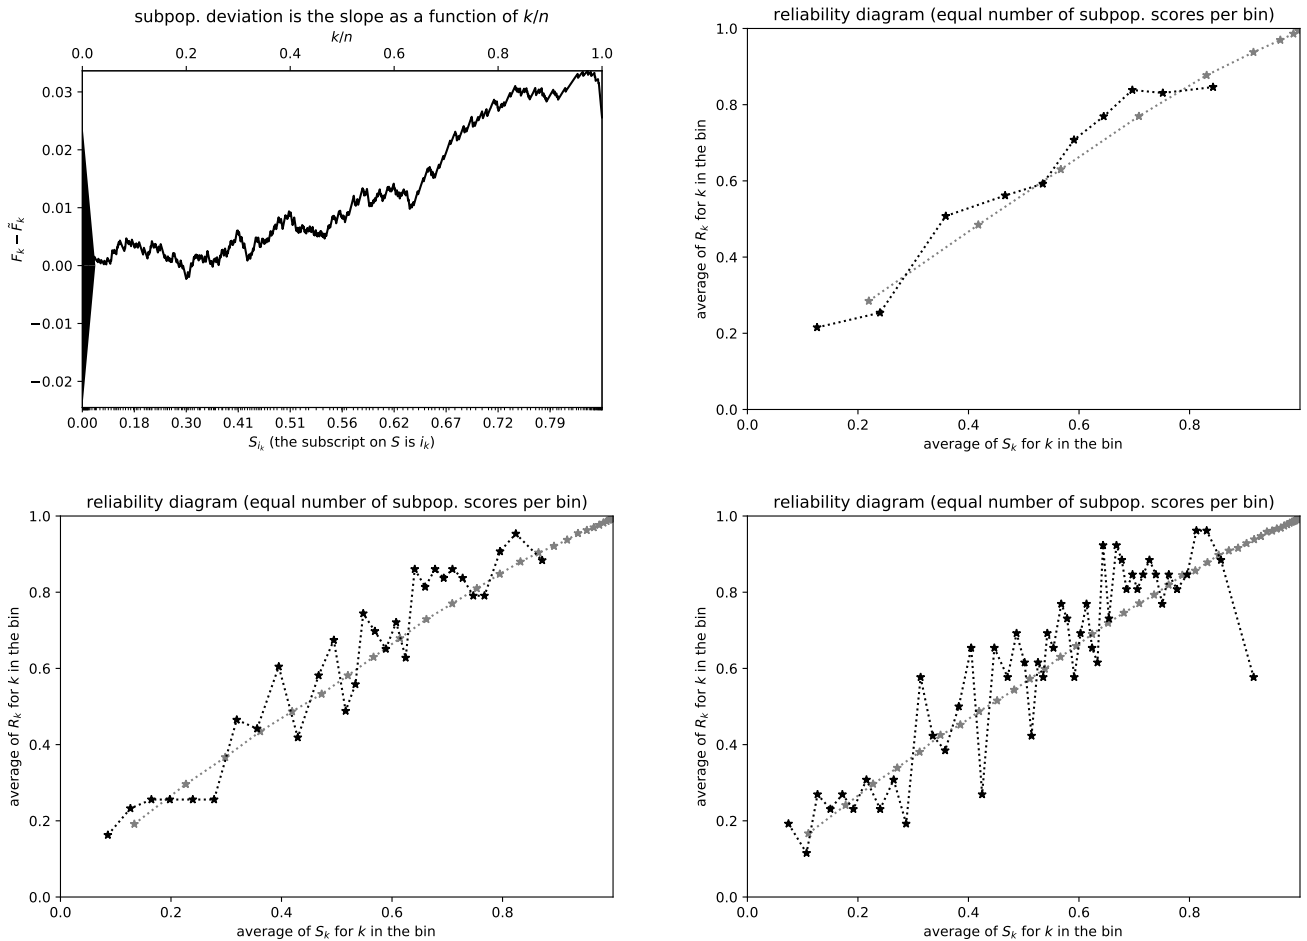 subpop. deviation is the slope as a function of k/n
k/n
0.0 0.2 0.4 0.6 0.8 1.0
0.03
0.02
0.01
0.00
−0.01
−0.02
F_k − F̃_k
0.00 0.18 0.30 0.41 0.51 0.56 0.62 0.67 0.72 0.79
S_{i_k} (the subscript on S is i_k)
reliability diagram (equal number of subpop. scores per bin)
1.0
0.8
0.6
0.4
0.2
0.0
average of R_k for k in the bin
0.0 0.2 0.4 0.6 0.8
average of S_k for k in the bin
reliability diagram (equal number of subpop. scores per bin)
1.0
0.8
0.6
0.4
0.2
0.0
average of R_k for k in the bin
0.0 0.2 0.4 0.6 0.8
average of S_k for k in the bin
reliability diagram (equal number of subpop. scores per bin)
1.0
0.8
0.6
0.4
0.2
0.0
average of R_k for k in the bin
0.0 0.2 0.4 0.6 0.8
average of S_k for k in the bin